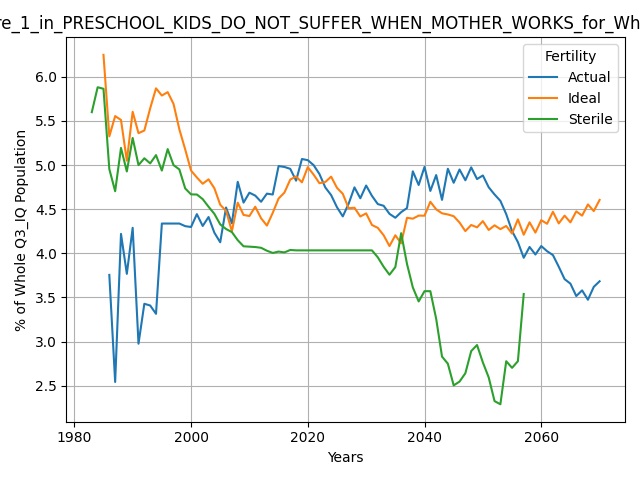 re_1_in_PRESCHOOL_KIDS_DO_NOT_SUFFER_WHEN_MOTHER_WORKS_for_Wh
Fertility
Actual
Ideal
Sterile
% of Whole Q3_IQ Population
6.0
5.5
5.0
4.5
4.0
3.5
3.0
2.5
1980
2000
2020
2040
2060
Years